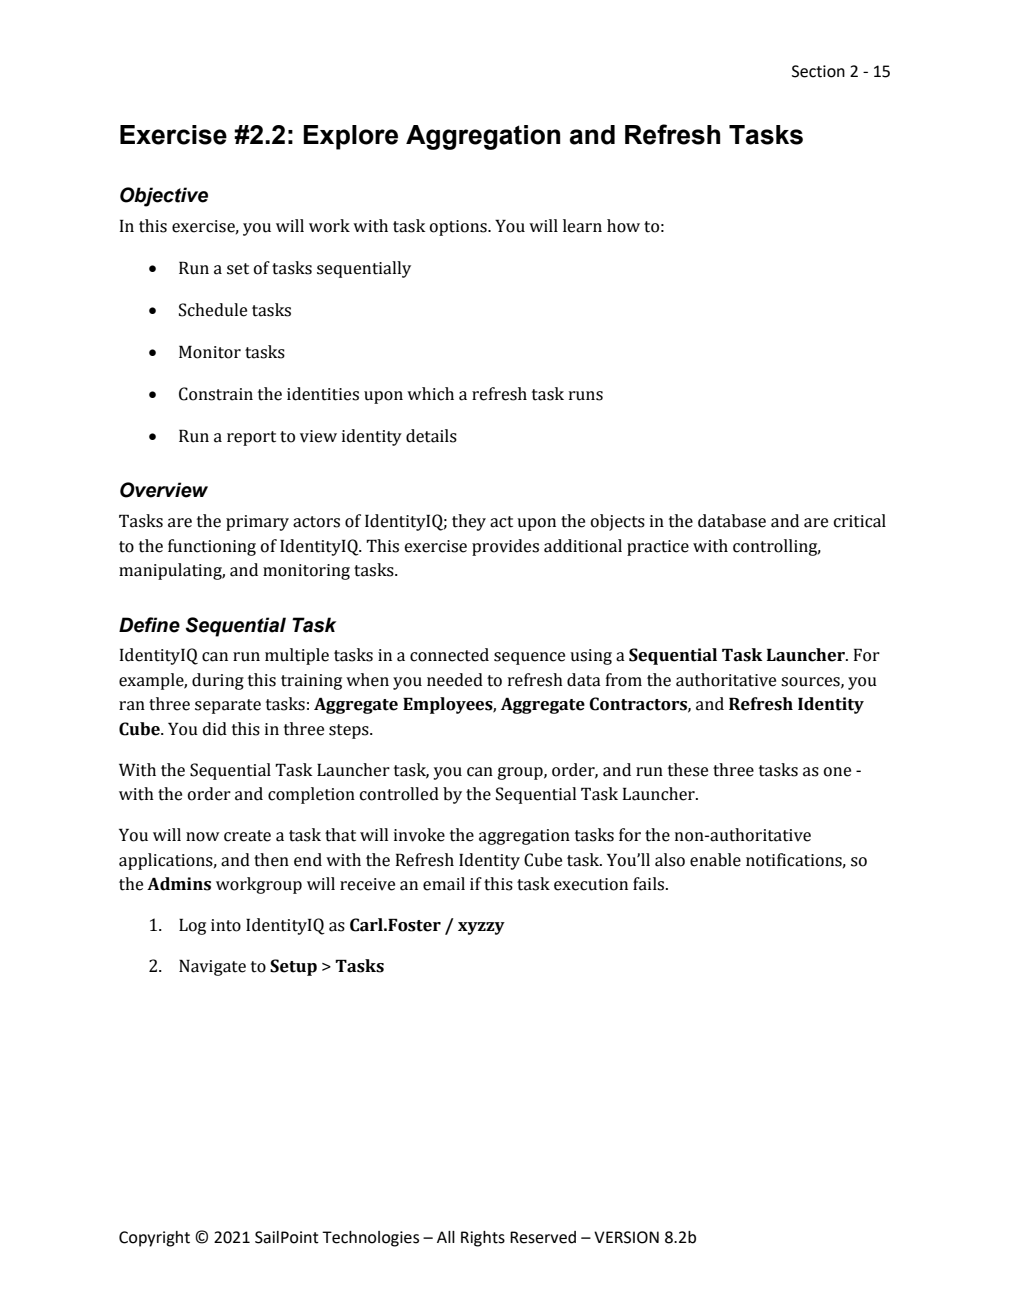 Section 2 - 15
Exercise #2.2: Explore Aggregation and Refresh Tasks
Objective
In this exercise, you will work with task options. You will learn how to:
• Run a set of tasks sequentially
• Schedule tasks
• Monitor tasks
• Constrain the identities upon which a refresh task runs
• Run a report to view identity details
Overview
Tasks are the primary actors of IdentityIQ; they act upon the objects in the database and are critical
to the functioning of IdentityIQ. This exercise provides additional practice with controlling,
manipulating, and monitoring tasks.
Define Sequential Task
IdentityIQ can run multiple tasks in a connected sequence using a Sequential Task Launcher. For
example, during this training when you needed to refresh data from the authoritative sources, you
ran three separate tasks: Aggregate Employees, Aggregate Contractors, and Refresh Identity
Cube. You did this in three steps.
With the Sequential Task Launcher task, you can group, order, and run these three tasks as one -
with the order and completion controlled by the Sequential Task Launcher.
You will now create a task that will invoke the aggregation tasks for the non-authoritative
applications, and then end with the Refresh Identity Cube task. You’ll also enable notifications, so
the Admins workgroup will receive an email if this task execution fails.
1. Log into IdentityIQ as Carl.Foster / xyzzy
2. Navigate to Setup > Tasks
Copyright © 2021 SailPoint Technologies – All Rights Reserved – VERSION 8.2b